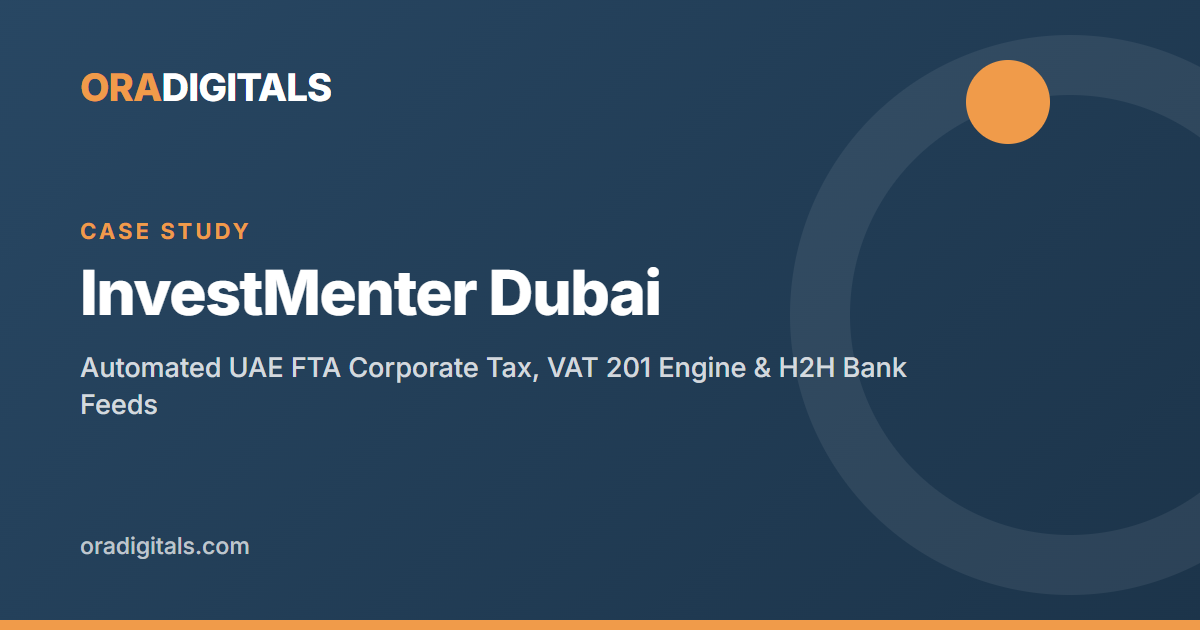 ORADIGITALS
CASE STUDY
InvestMenter Dubai
Automated UAE FTA Corporate Tax, VAT 201 Engine & H2H Bank
Feeds
oradigitals.com